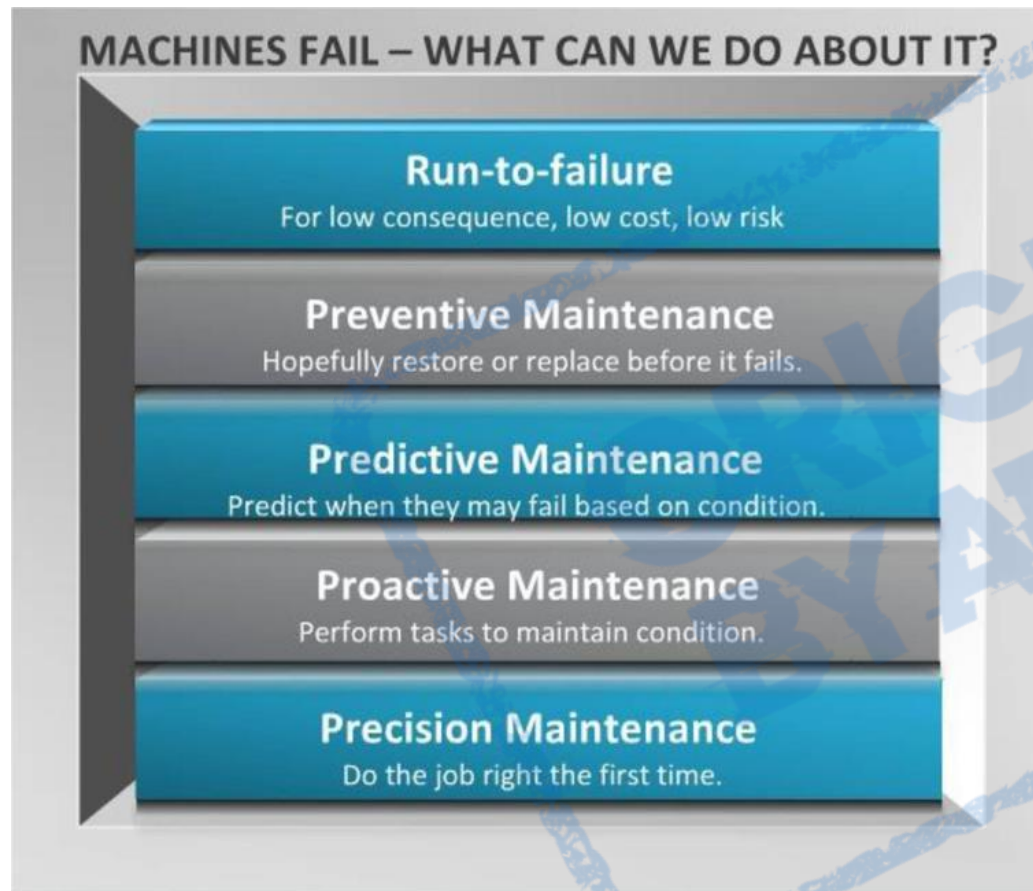 MACHINES FAIL – WHAT CAN WE DO ABOUT IT?
Run-to-failure
For low consequence, low cost, low risk
Preventive Maintenance
Hopefully restore or replace before it fails.
Predictive Maintenance
Predict when they may fail based on condition.
Proactive Maintenance
Perform tasks to maintain condition.
Precision Maintenance
Do the job right the first time.